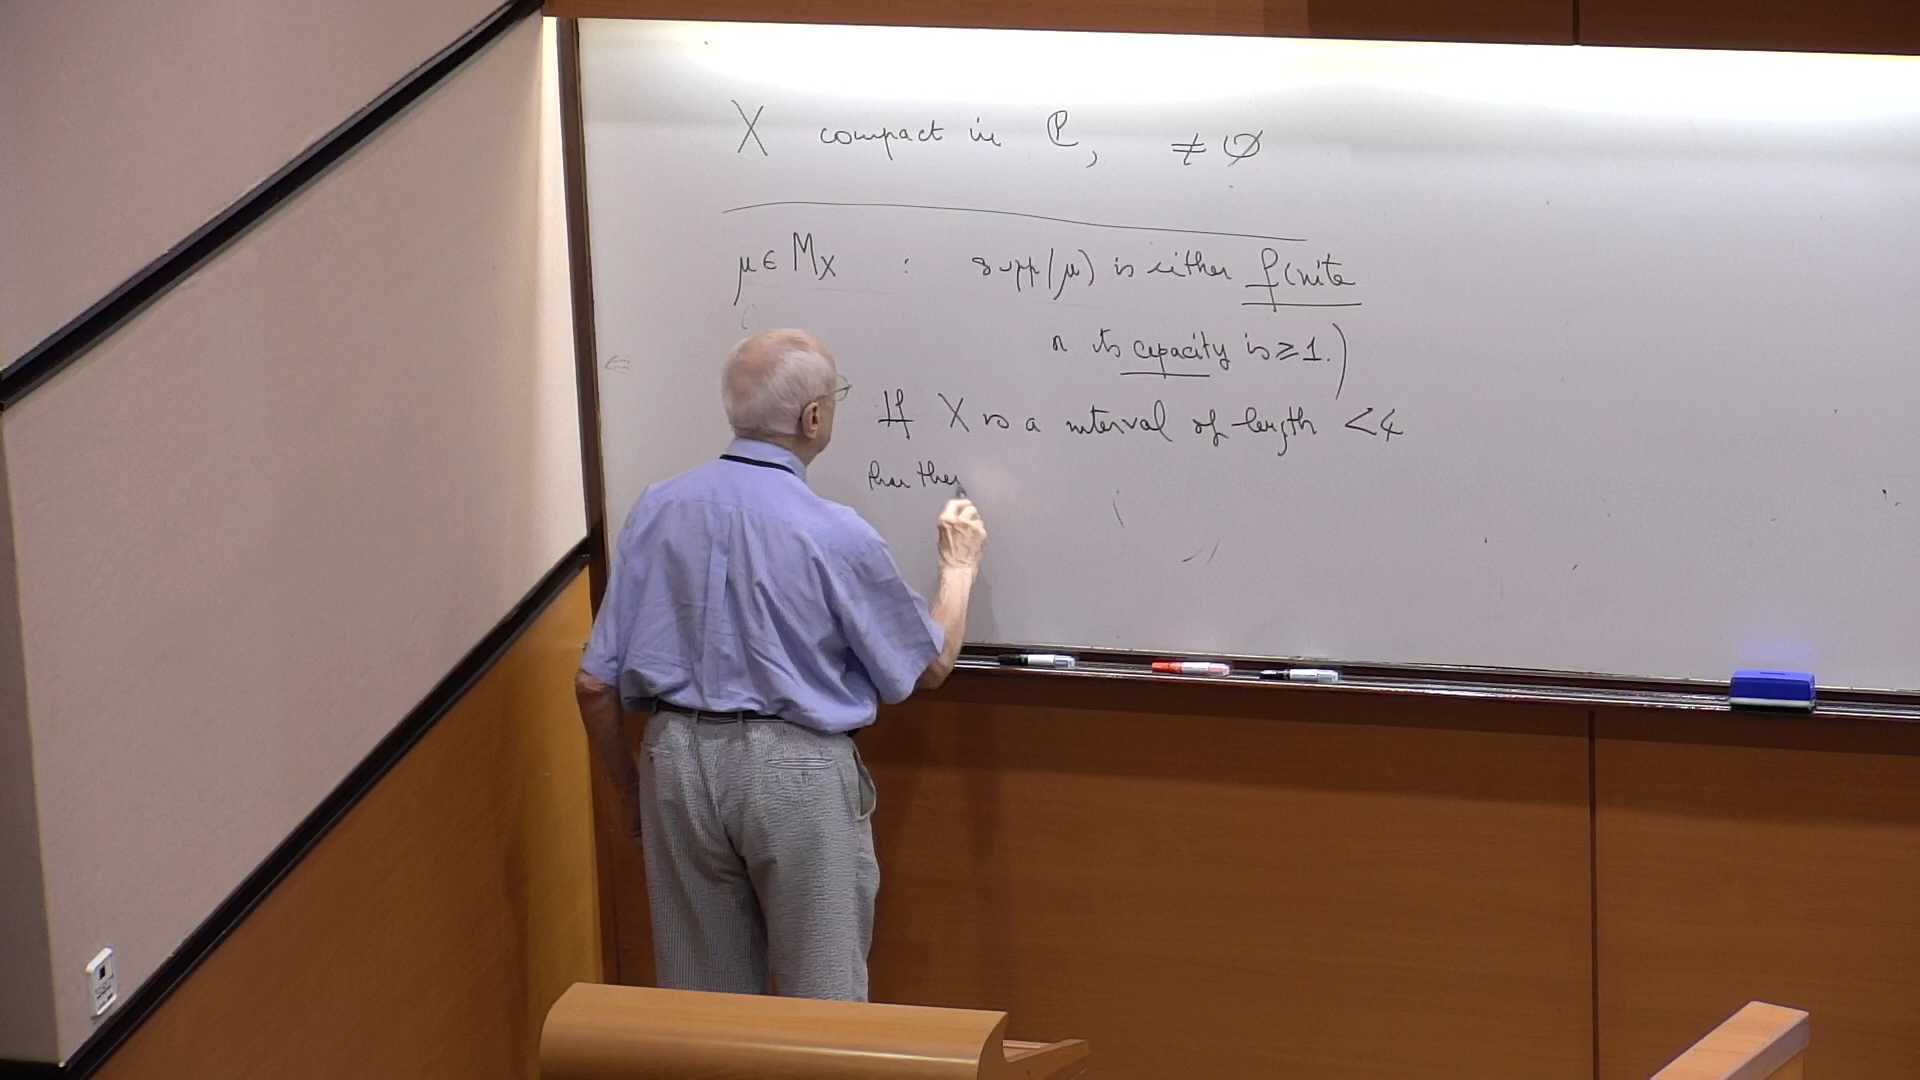 X compact in C, ≠ ∅
μ ∈ M_X : supp(μ) is either finite
or its capacity is ≥ 1.)
If X is a interval of length < 4
then ther